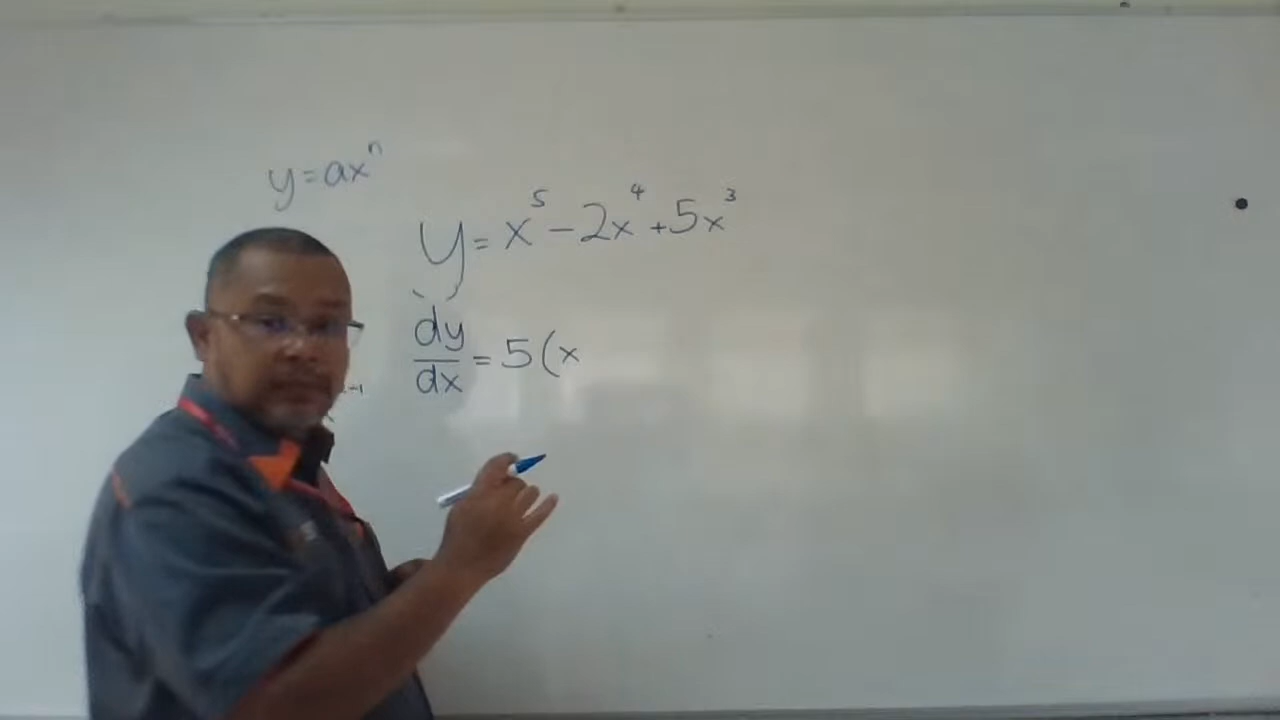 y=axⁿ
y=x⁵-2x⁴+5x³
dy/dx = 5(x